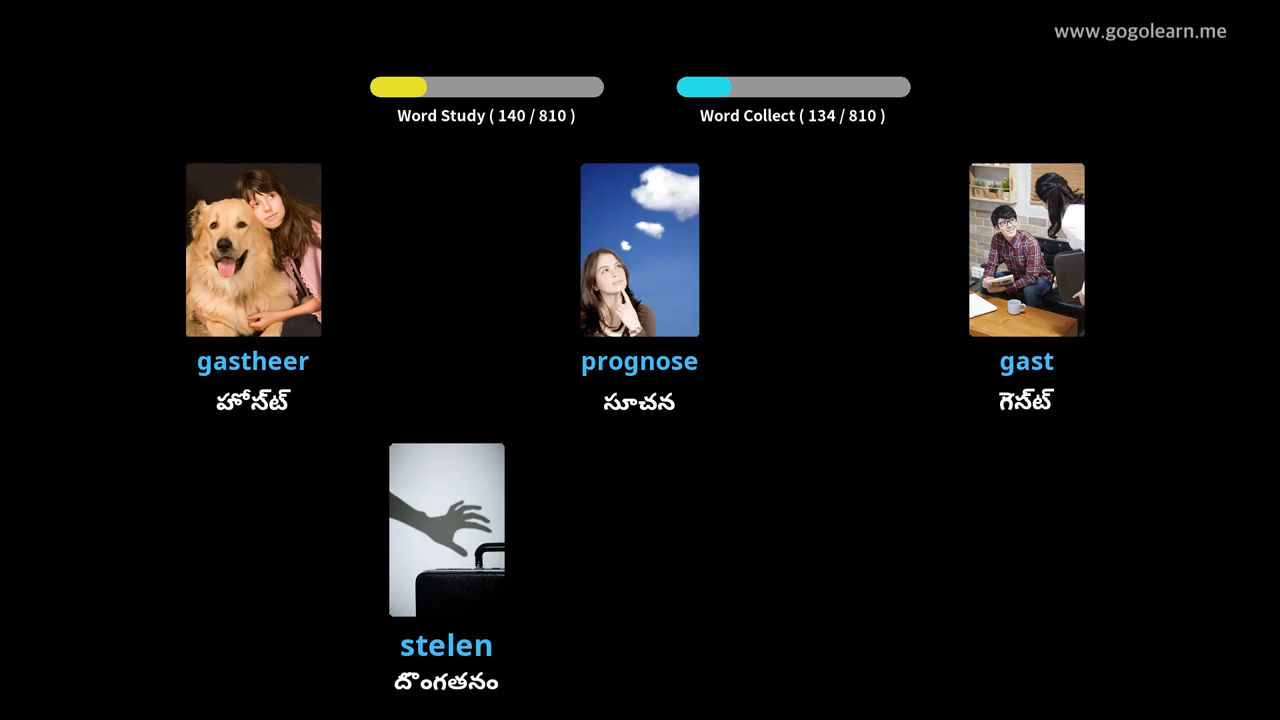 www.gogolearn.me
Word Study ( 140 / 810 )
Word Collect ( 134 / 810 )
gastheer
prognose
gast
హోస్ట్
సూచన
గెస్ట్
stelen
దొంగతనం